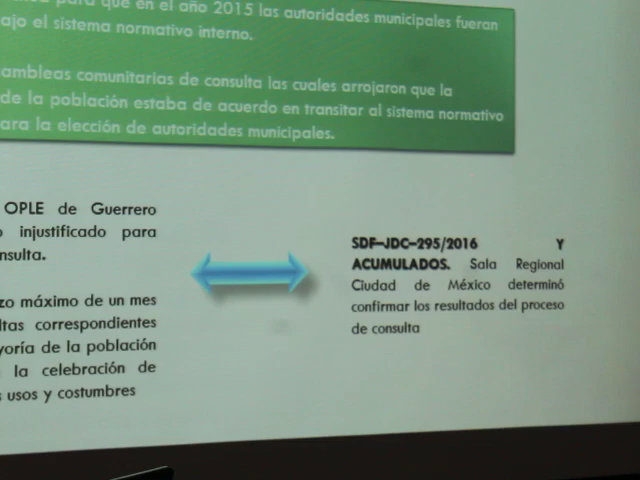 para que en el año 2015 las autoridades municipales fueran
ajo el sistema normativo interno.
ambleas comunitarias de consulta las cuales arrojaron que la
de la población estaba de acuerdo en transitar al sistema normativo
ara la elección de autoridades municipales.
OPLE de Guerrero
o injustificado para
nsulta.
zo máximo de un mes
ltas correspondientes
yoría de la población
la celebración de
s usos y costumbres
SDF-JDC-295/2016 Y
ACUMULADOS. Sala Regional
Ciudad de México determinó
confirmar los resultados del proceso
de consulta